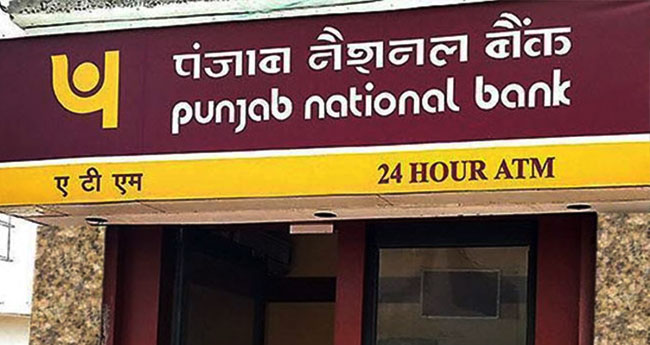 पंजाब नैशनल बैंक
punjab national bank
ए टी एम
24 HOUR ATM